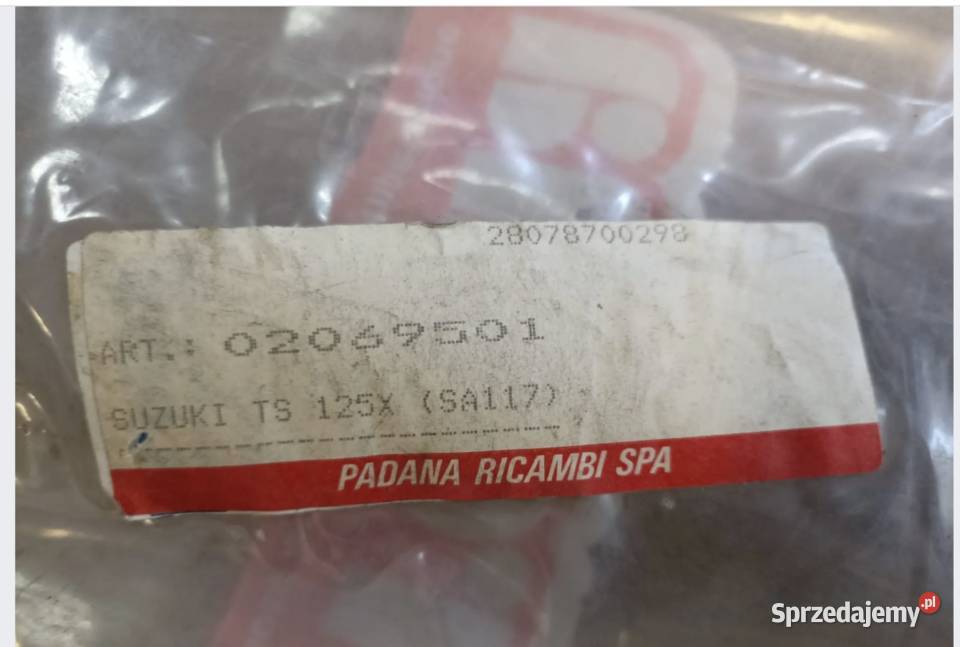 28078700298
ART.: 02069501
SUZUKI TS 125X (SA117)
PADANA RICAMBI SPA
Sprzedajemy.pl